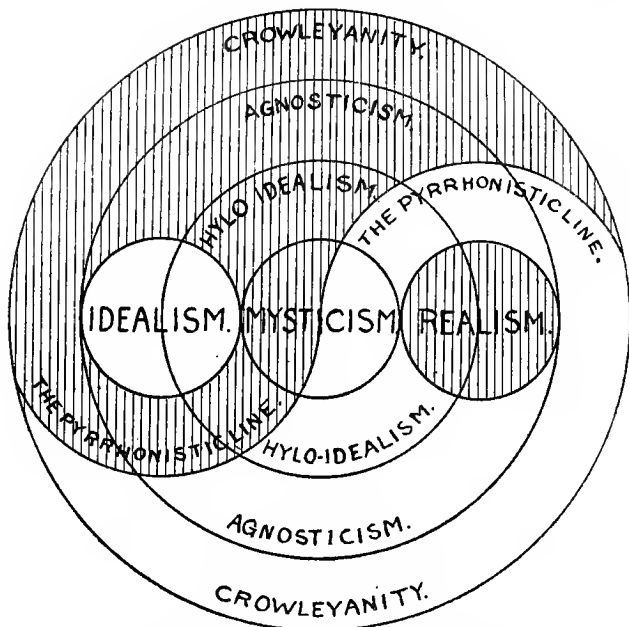 CROWLEYANITY.
AGNOSTICISM.
HYLO IDEALISM.
THE PYRRHONISTIC LINE.
IDEALISM. MYSTICISM REALISM.
THE PYRRHONISTIC LINE.
HYLO-IDEALISM.
AGNOSTICISM.
CROWLEYANITY.